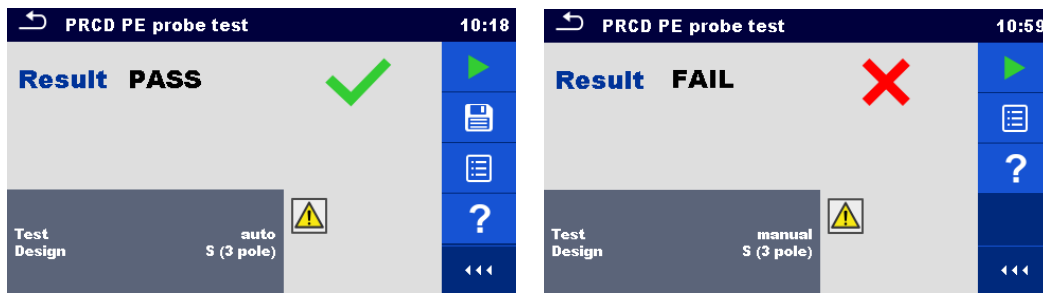 PRCD PE probe test 10:18
Result PASS
Test auto
Design S (3 pole)
?
PRCD PE probe test 10:59
Result FAIL
Test manual
Design S (3 pole)
?